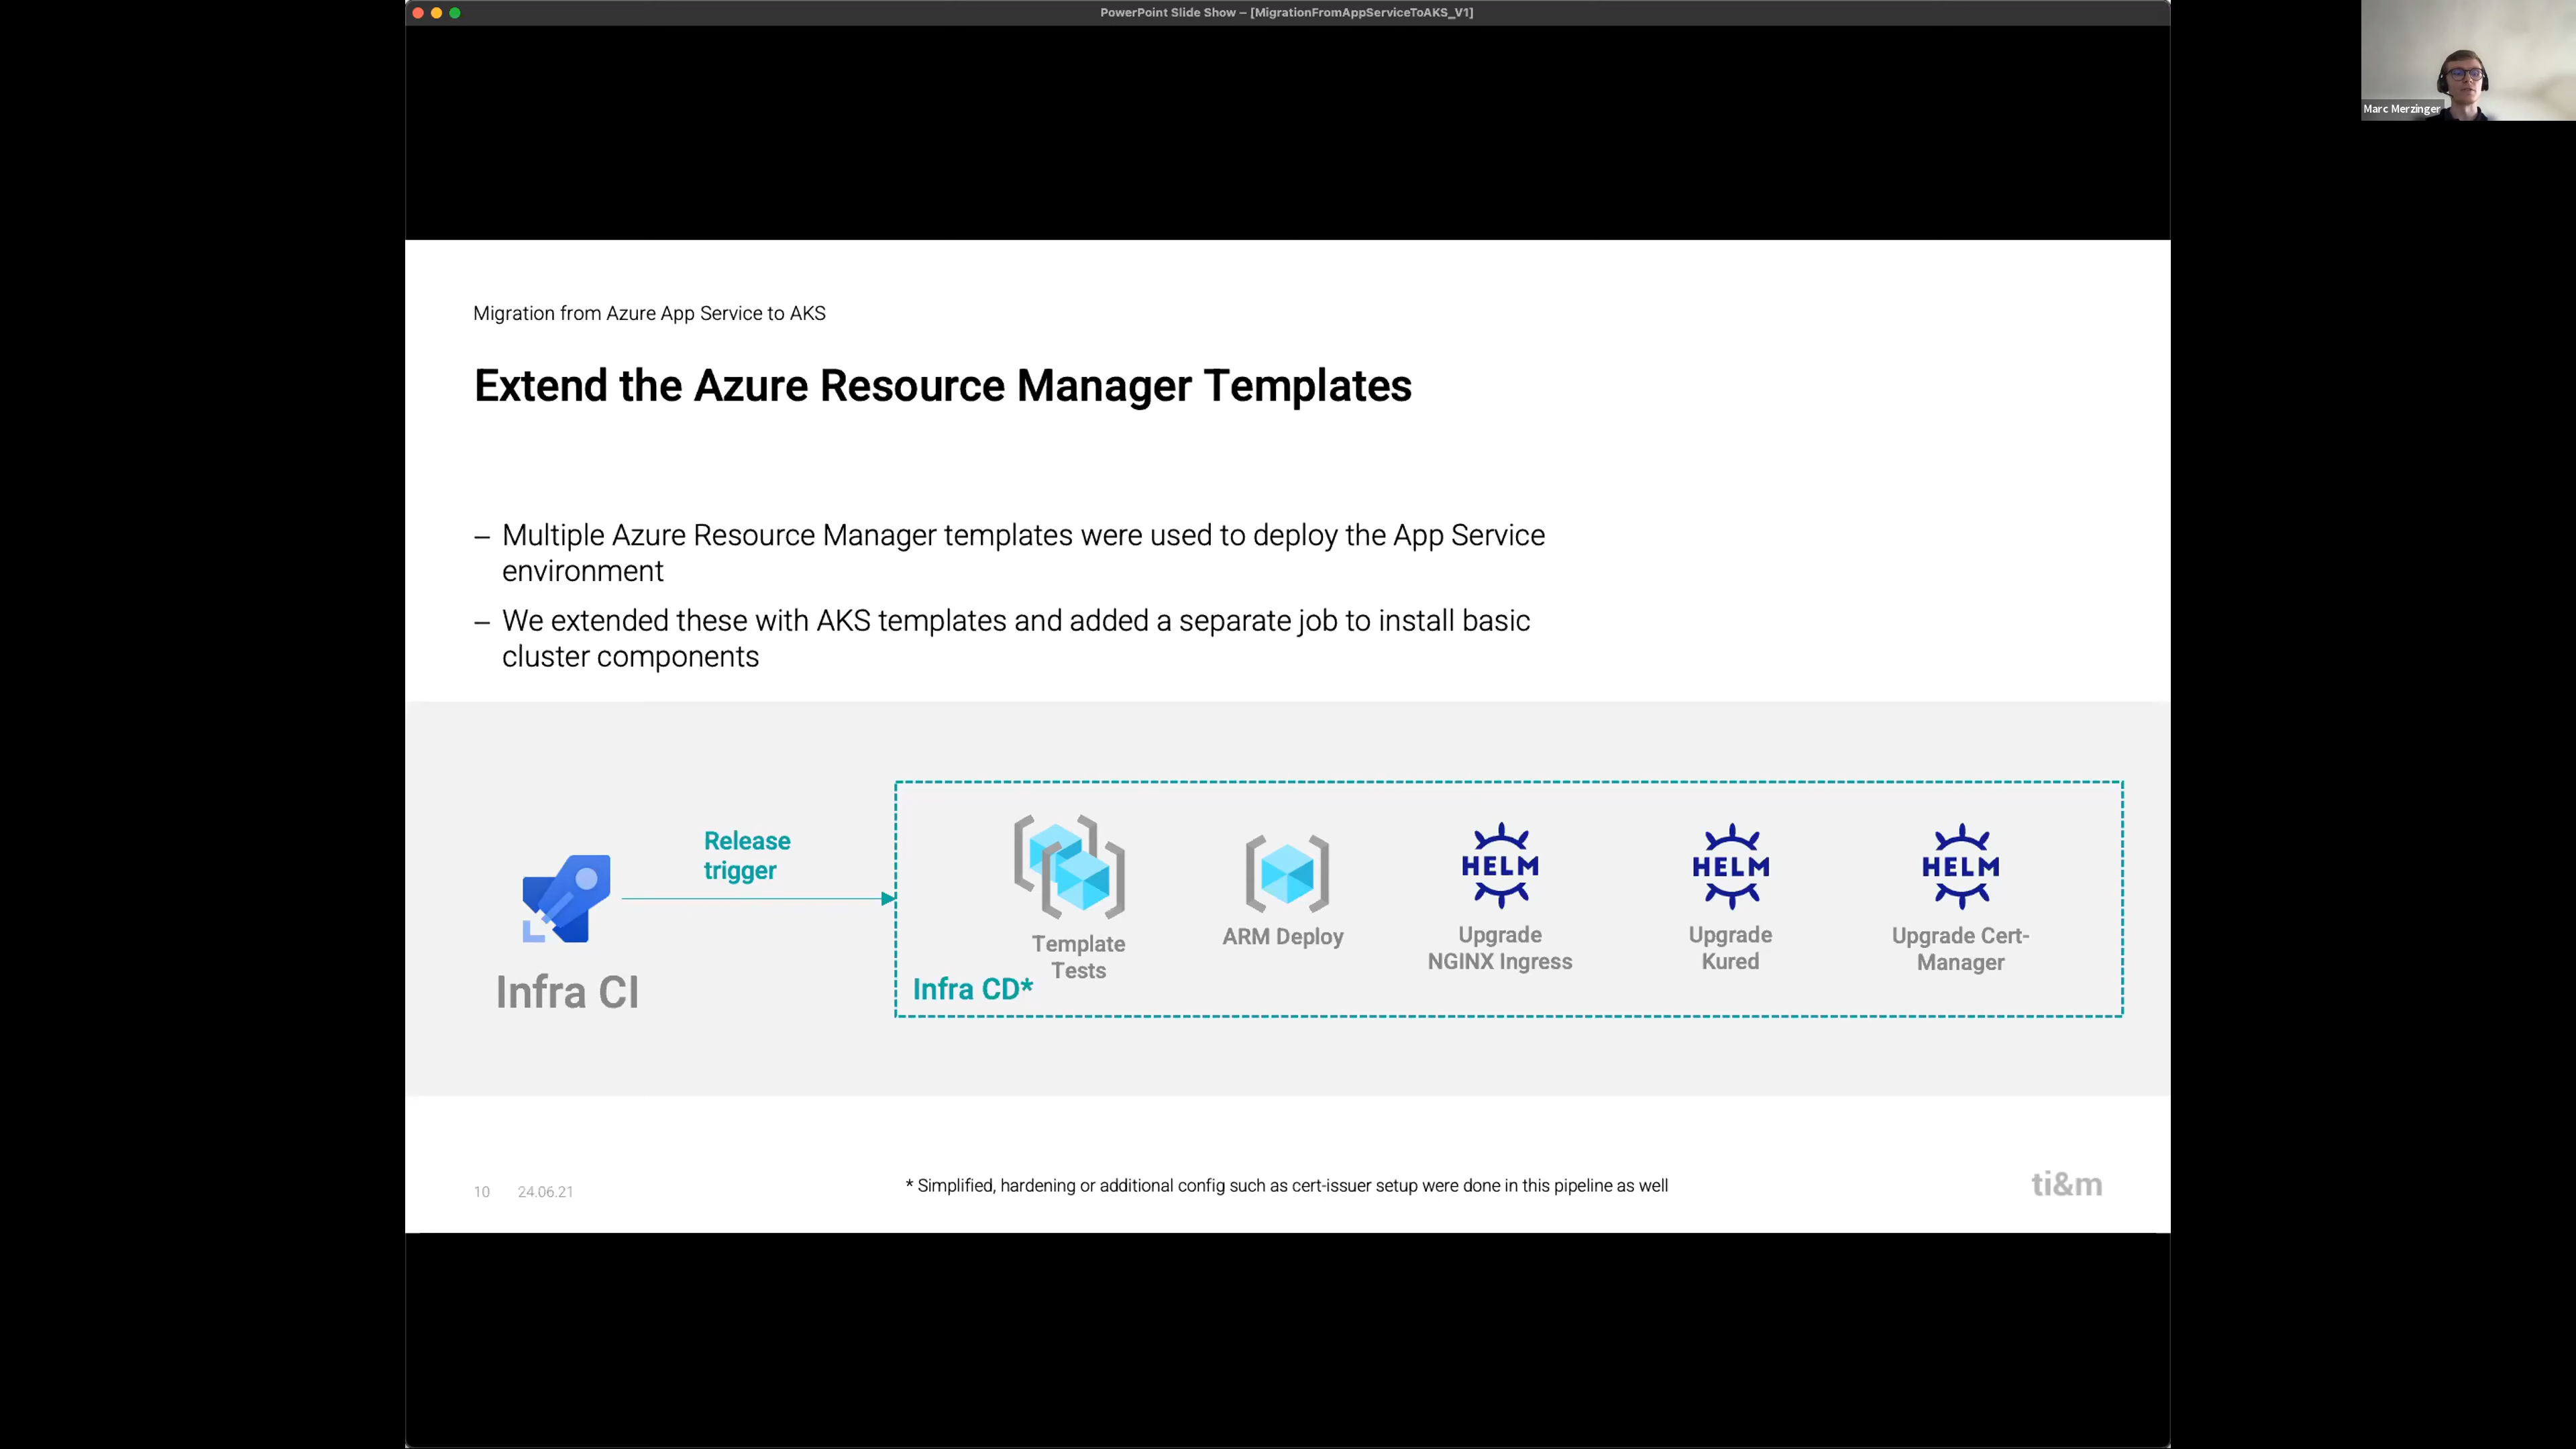 PowerPoint Slide Show – [MigrationFromAppServiceToAKS_V1]
Marc Merzinger
Migration from Azure App Service to AKS
Extend the Azure Resource Manager Templates
– Multiple Azure Resource Manager templates were used to deploy the App Service
environment
– We extended these with AKS templates and added a separate job to install basic
cluster components
Infra CI
Release
trigger
Infra CD*
Template
Tests
ARM Deploy
HELM
Upgrade
NGINX Ingress
HELM
Upgrade
Kured
HELM
Upgrade Cert-
Manager
* Simplified, hardening or additional config such as cert-issuer setup were done in this pipeline as well
10 24.06.21
ti&m